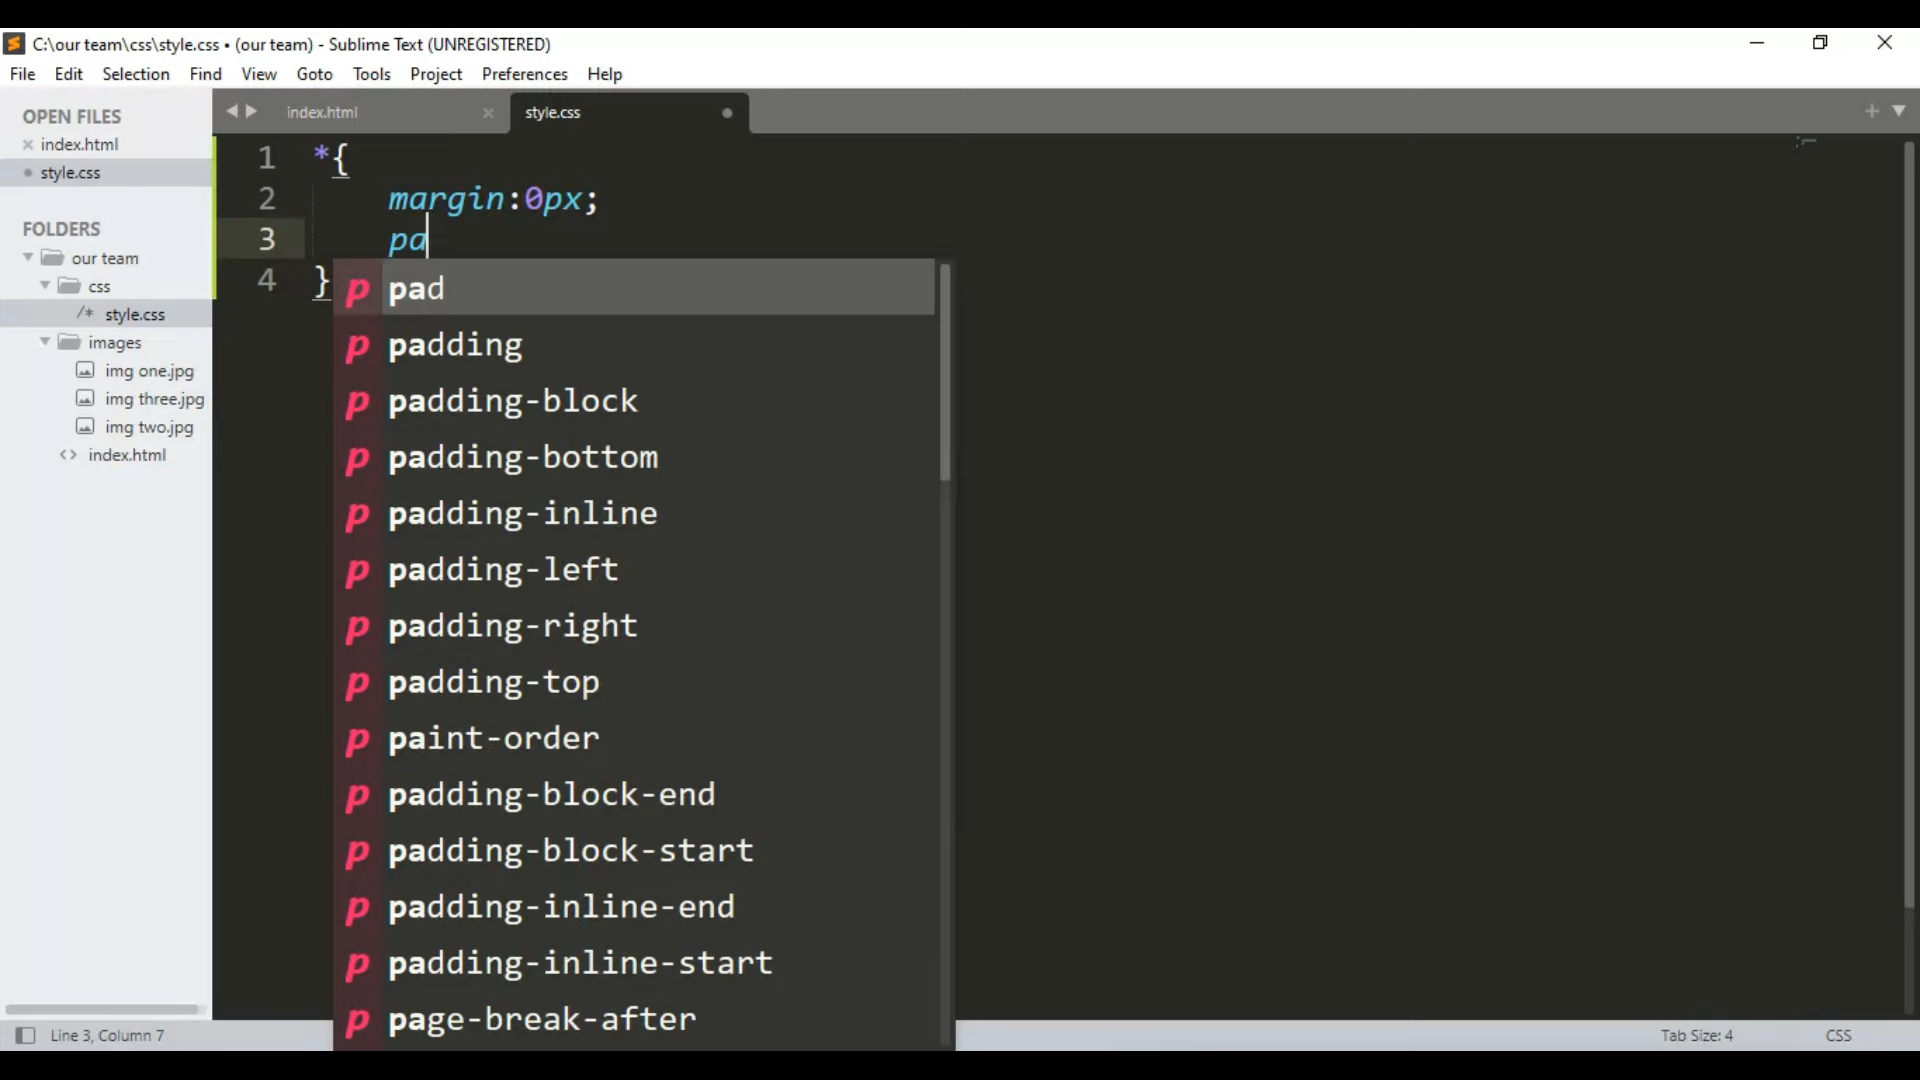 C:\our team\css\style.css • (our team) - Sublime Text (UNREGISTERED)
File Edit Selection Find View Goto Tools Project Preferences Help
OPEN FILES
index.html
style.css
FOLDERS
our team
css
/* style.css
images
img one.jpg
img three.jpg
img two.jpg
<> index.html
index.html
style.css
1 *{
2 margin:0px;
3 pa
4 }
p pad
p padding
p padding-block
p padding-bottom
p padding-inline
p padding-left
p padding-right
p padding-top
p paint-order
p padding-block-end
p padding-block-start
p padding-inline-end
p padding-inline-start
p page-break-after
Line 3, Column 7
Tab Size: 4
CSS